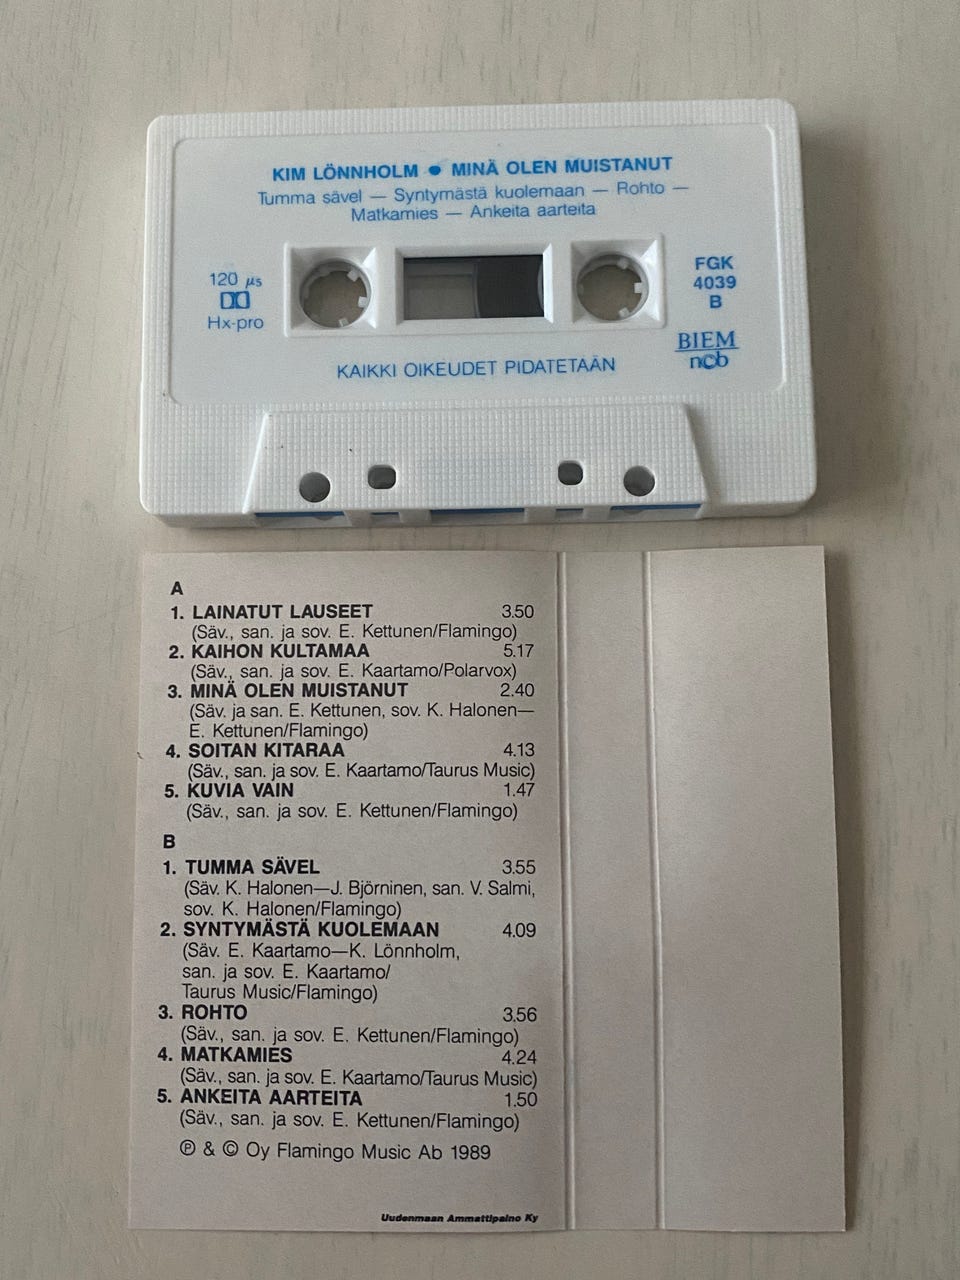 KIM LÖNNHOLM ● MINÄ OLEN MUISTANUT
Tumma sävel — Syntymästä kuolemaan — Rohto —
Matkamies — Ankeita aarteita
120 µs
Hx-pro
FGK
4039
B
BIEM
ncb
KAIKKI OIKEUDET PIDÄTETÄÄN
A
1. LAINATUT LAUSEET 3.50
(Säv., san. ja sov. E. Kettunen/Flamingo)
2. KAIHON KULTAMAA 5.17
(Säv., san. ja sov. E. Kaartamo/Polarvox)
3. MINÄ OLEN MUISTANUT 2.40
(Säv. ja san. E. Kettunen, sov. K. Halonen—
E. Kettunen/Flamingo)
4. SOITAN KITARAA 4.13
(Säv., san. ja sov. E. Kaartamo/Taurus Music)
5. KUVIA VAIN 1.47
(Säv., san. ja sov. E. Kettunen/Flamingo)
B
1. TUMMA SÄVEL 3.55
(Säv. K. Halonen—J. Björninen, san. V. Salmi,
sov. K. Halonen/Flamingo)
2. SYNTYMÄSTÄ KUOLEMAAN 4.09
(Säv. E. Kaartamo—K. Lönnholm,
san. ja sov. E. Kaartamo/
Taurus Music/Flamingo)
3. ROHTO 3.56
(Säv., san. ja sov. E. Kettunen/Flamingo)
4. MATKAMIES 4.24
(Säv., san. ja sov. E. Kaartamo/Taurus Music)
5. ANKEITA AARTEITA 1.50
(Säv., san. ja sov. E. Kettunen/Flamingo)
℗ & © Oy Flamingo Music Ab 1989
Uudenmaan Ammattipaino Ky